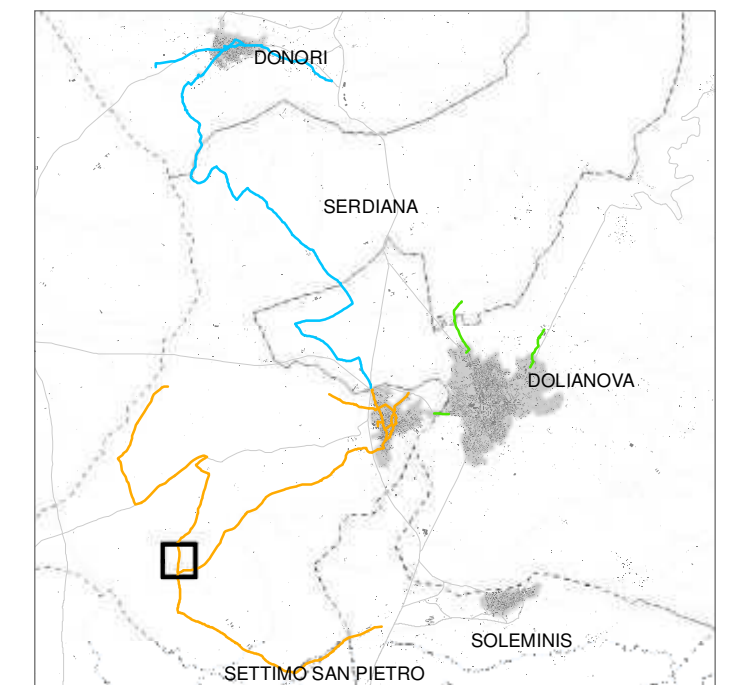 DONORI
SERDIANA
DOLIANOVA
SOLEMINIS
SETTIMO SAN PIETRO